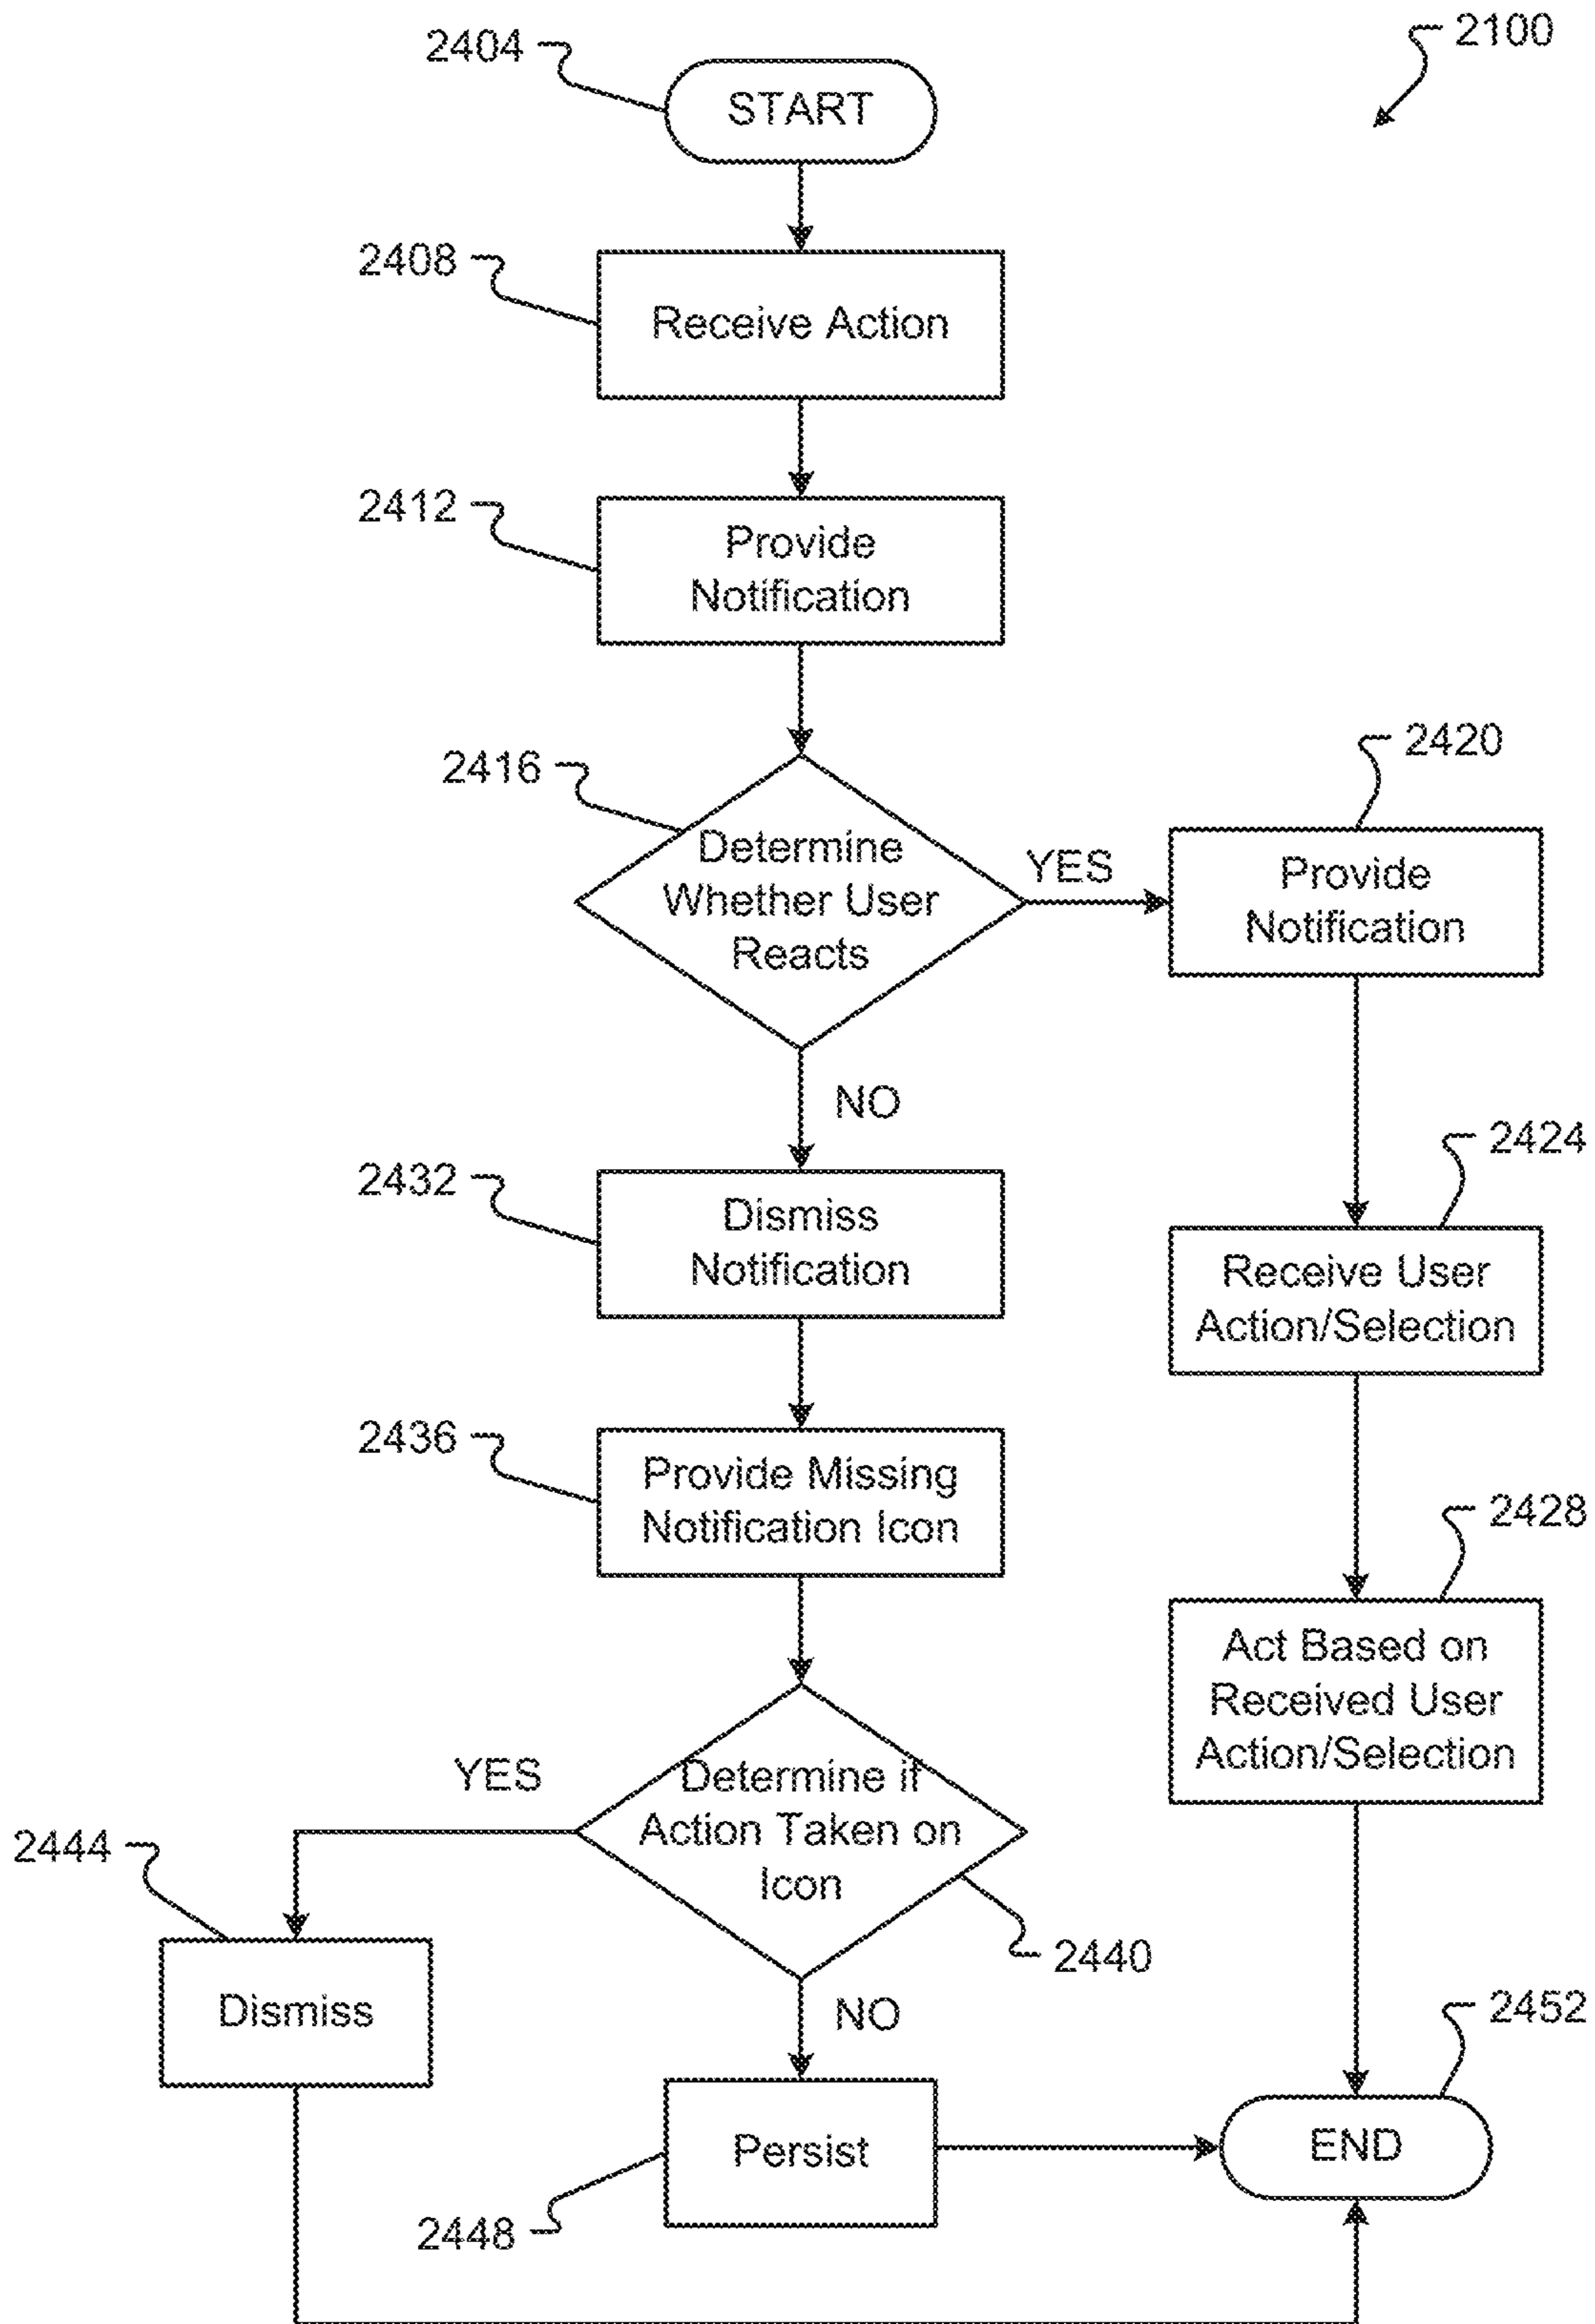 2100
2404
START
2408
Receive Action
2412
Provide
Notification
2416
Determine
Whether User
Reacts
YES
2420
Provide
Notification
NO
2424
Receive User
Action/Selection
2432
Dismiss
Notification
2436
Provide Missing
Notification Icon
2428
Act Based on
Received User
Action/Selection
YES
Determine if
Action Taken on
Icon
2440
2444
Dismiss
NO
2448
Persist
2452
END